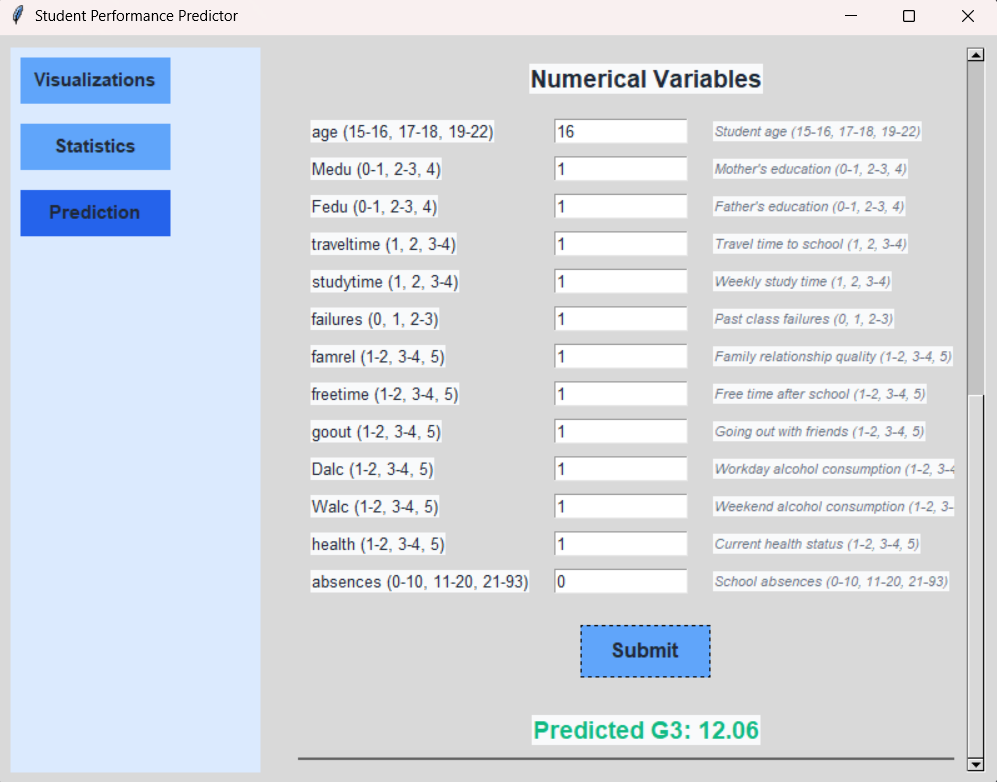 Student Performance Predictor
Visualizations
Statistics
Prediction
Numerical Variables
age (15-16, 17-18, 19-22) 16 Student age (15-16, 17-18, 19-22)
Medu (0-1, 2-3, 4) 1 Mother's education (0-1, 2-3, 4)
Fedu (0-1, 2-3, 4) 1 Father's education (0-1, 2-3, 4)
traveltime (1, 2, 3-4) 1 Travel time to school (1, 2, 3-4)
studytime (1, 2, 3-4) 1 Weekly study time (1, 2, 3-4)
failures (0, 1, 2-3) 1 Past class failures (0, 1, 2-3)
famrel (1-2, 3-4, 5) 1 Family relationship quality (1-2, 3-4, 5)
freetime (1-2, 3-4, 5) 1 Free time after school (1-2, 3-4, 5)
goout (1-2, 3-4, 5) 1 Going out with friends (1-2, 3-4, 5)
Dalc (1-2, 3-4, 5) 1 Workday alcohol consumption (1-2, 3-4
Walc (1-2, 3-4, 5) 1 Weekend alcohol consumption (1-2, 3-
health (1-2, 3-4, 5) 1 Current health status (1-2, 3-4, 5)
absences (0-10, 11-20, 21-93) 0 School absences (0-10, 11-20, 21-93)
Submit
Predicted G3: 12.06